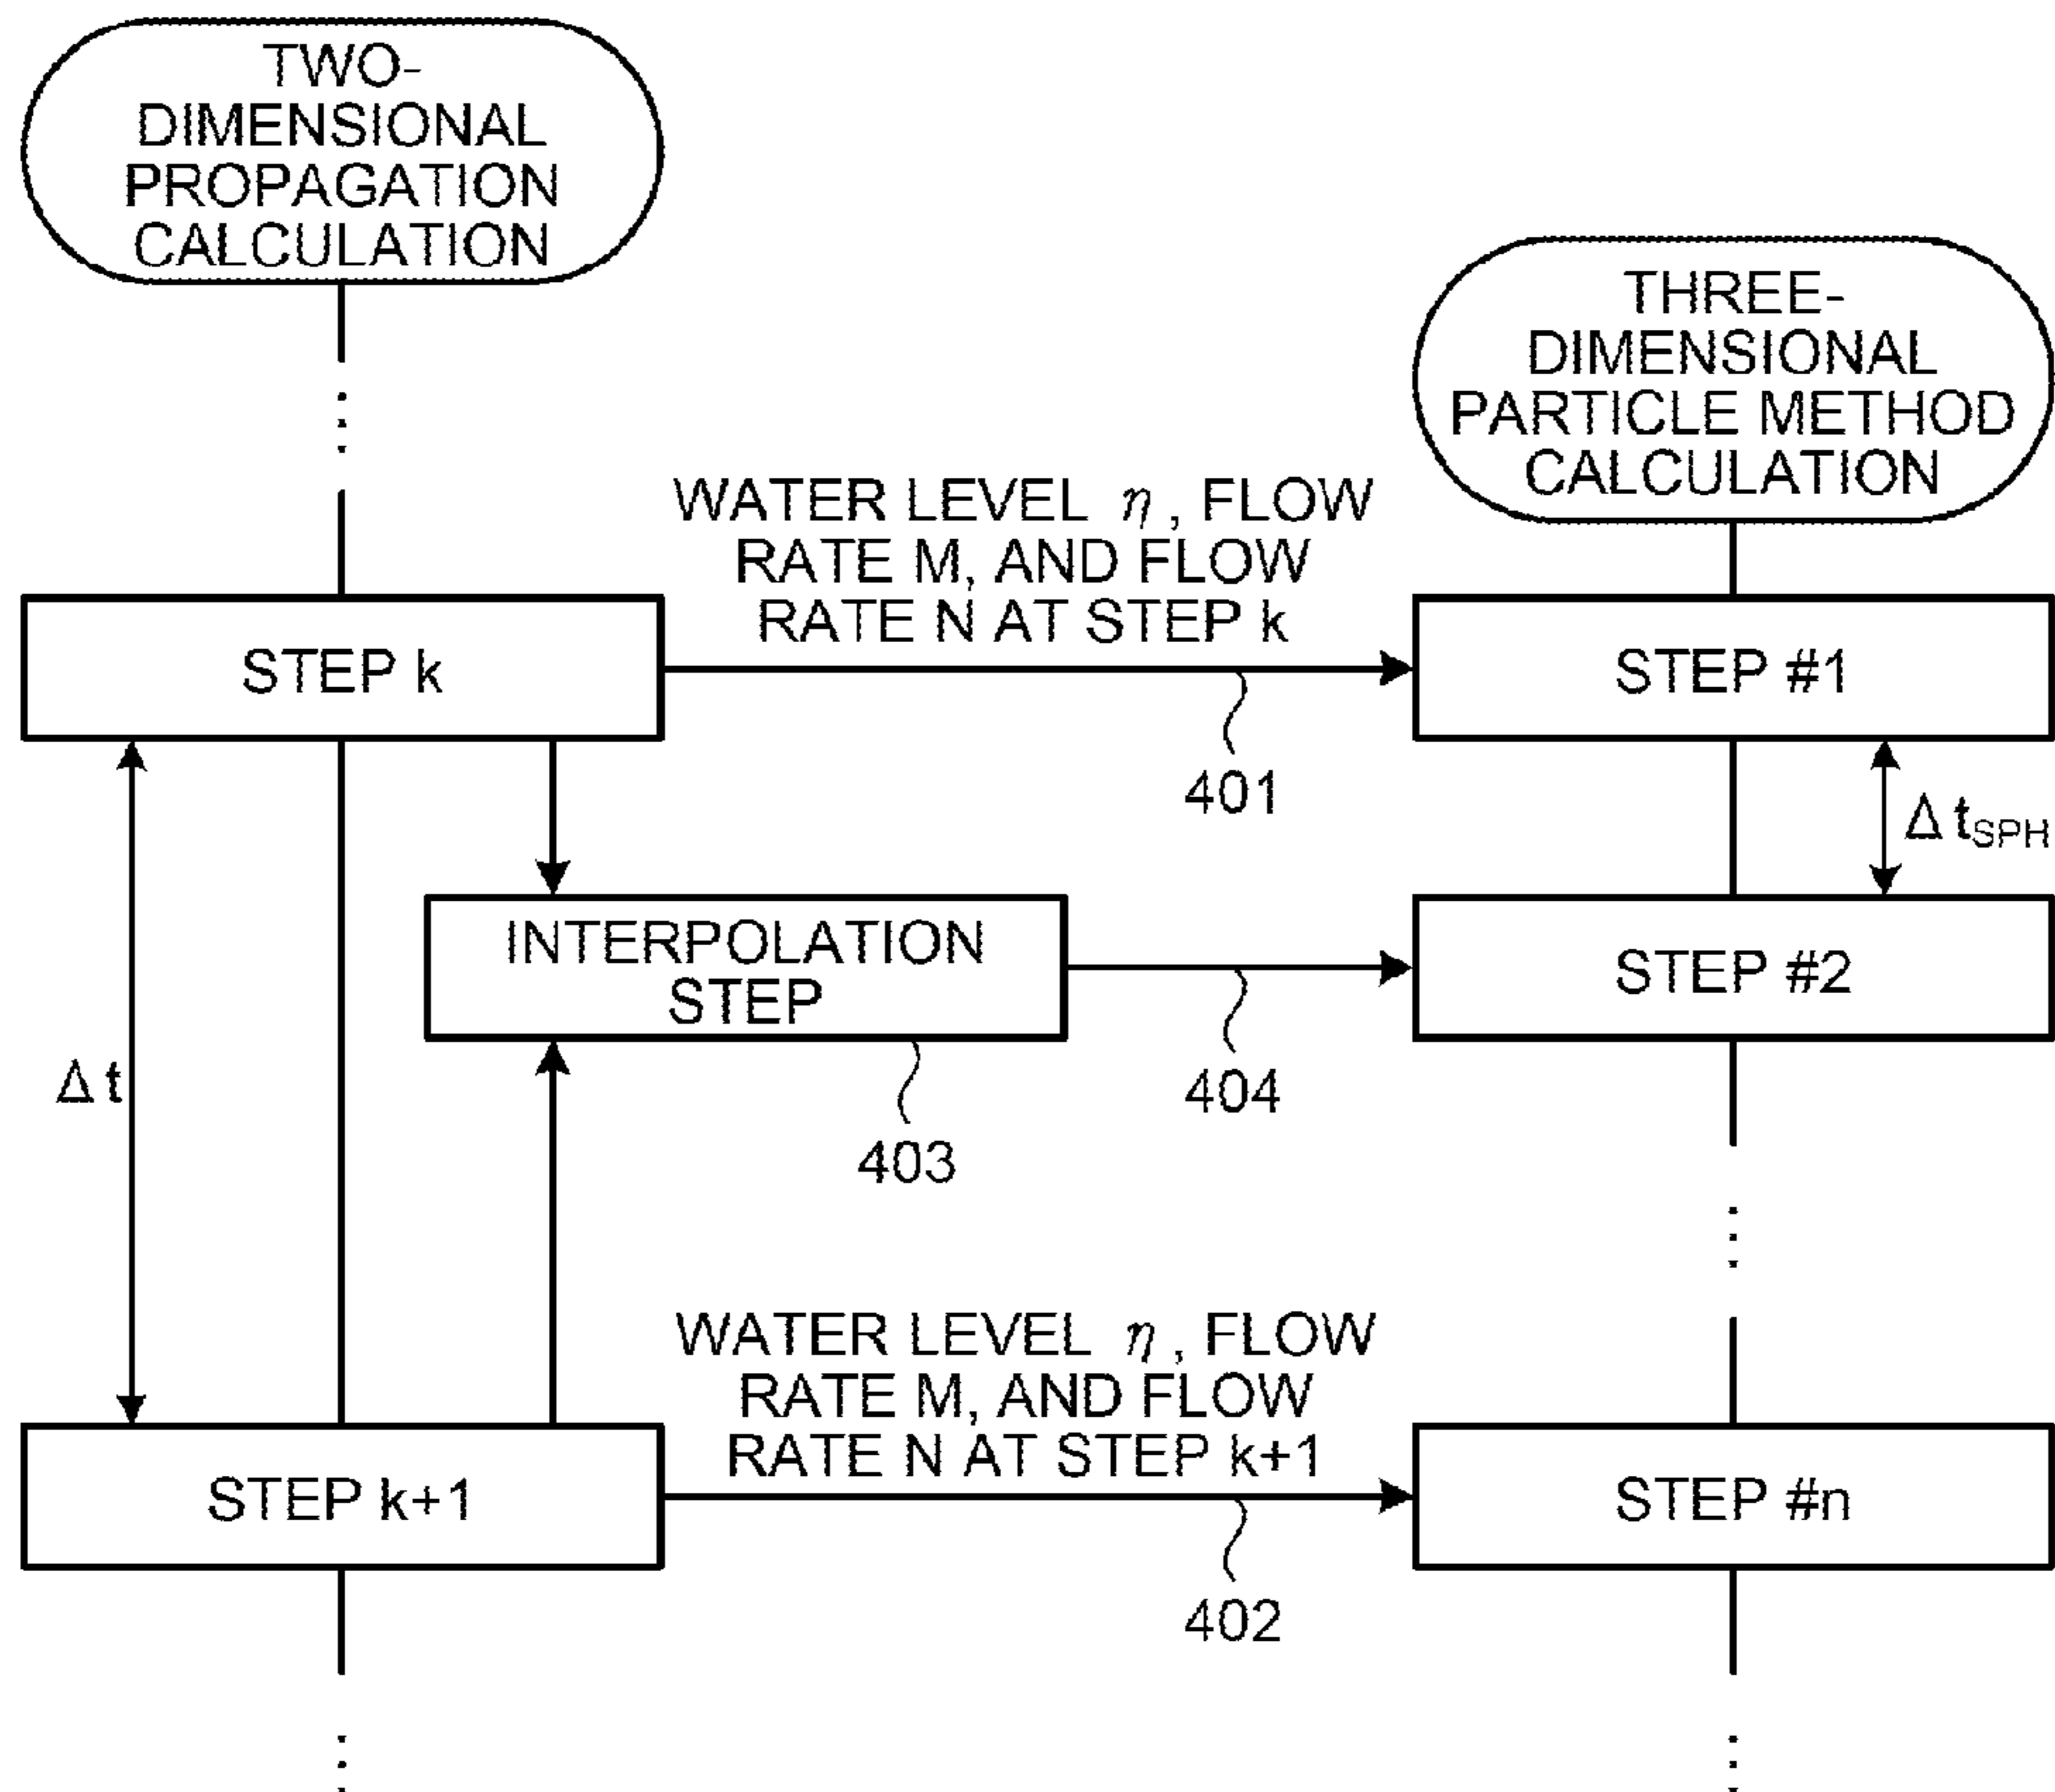 TWO-
DIMENSIONAL
PROPAGATION
CALCULATION
THREE-
DIMENSIONAL
PARTICLE METHOD
CALCULATION
WATER LEVEL η, FLOW
RATE M, AND FLOW
RATE N AT STEP k
STEP k
STEP #1
401
Δt_SPH
INTERPOLATION
STEP
STEP #2
Δt
404
403
WATER LEVEL η, FLOW
RATE M, AND FLOW
RATE N AT STEP k+1
STEP k+1
STEP #n
402